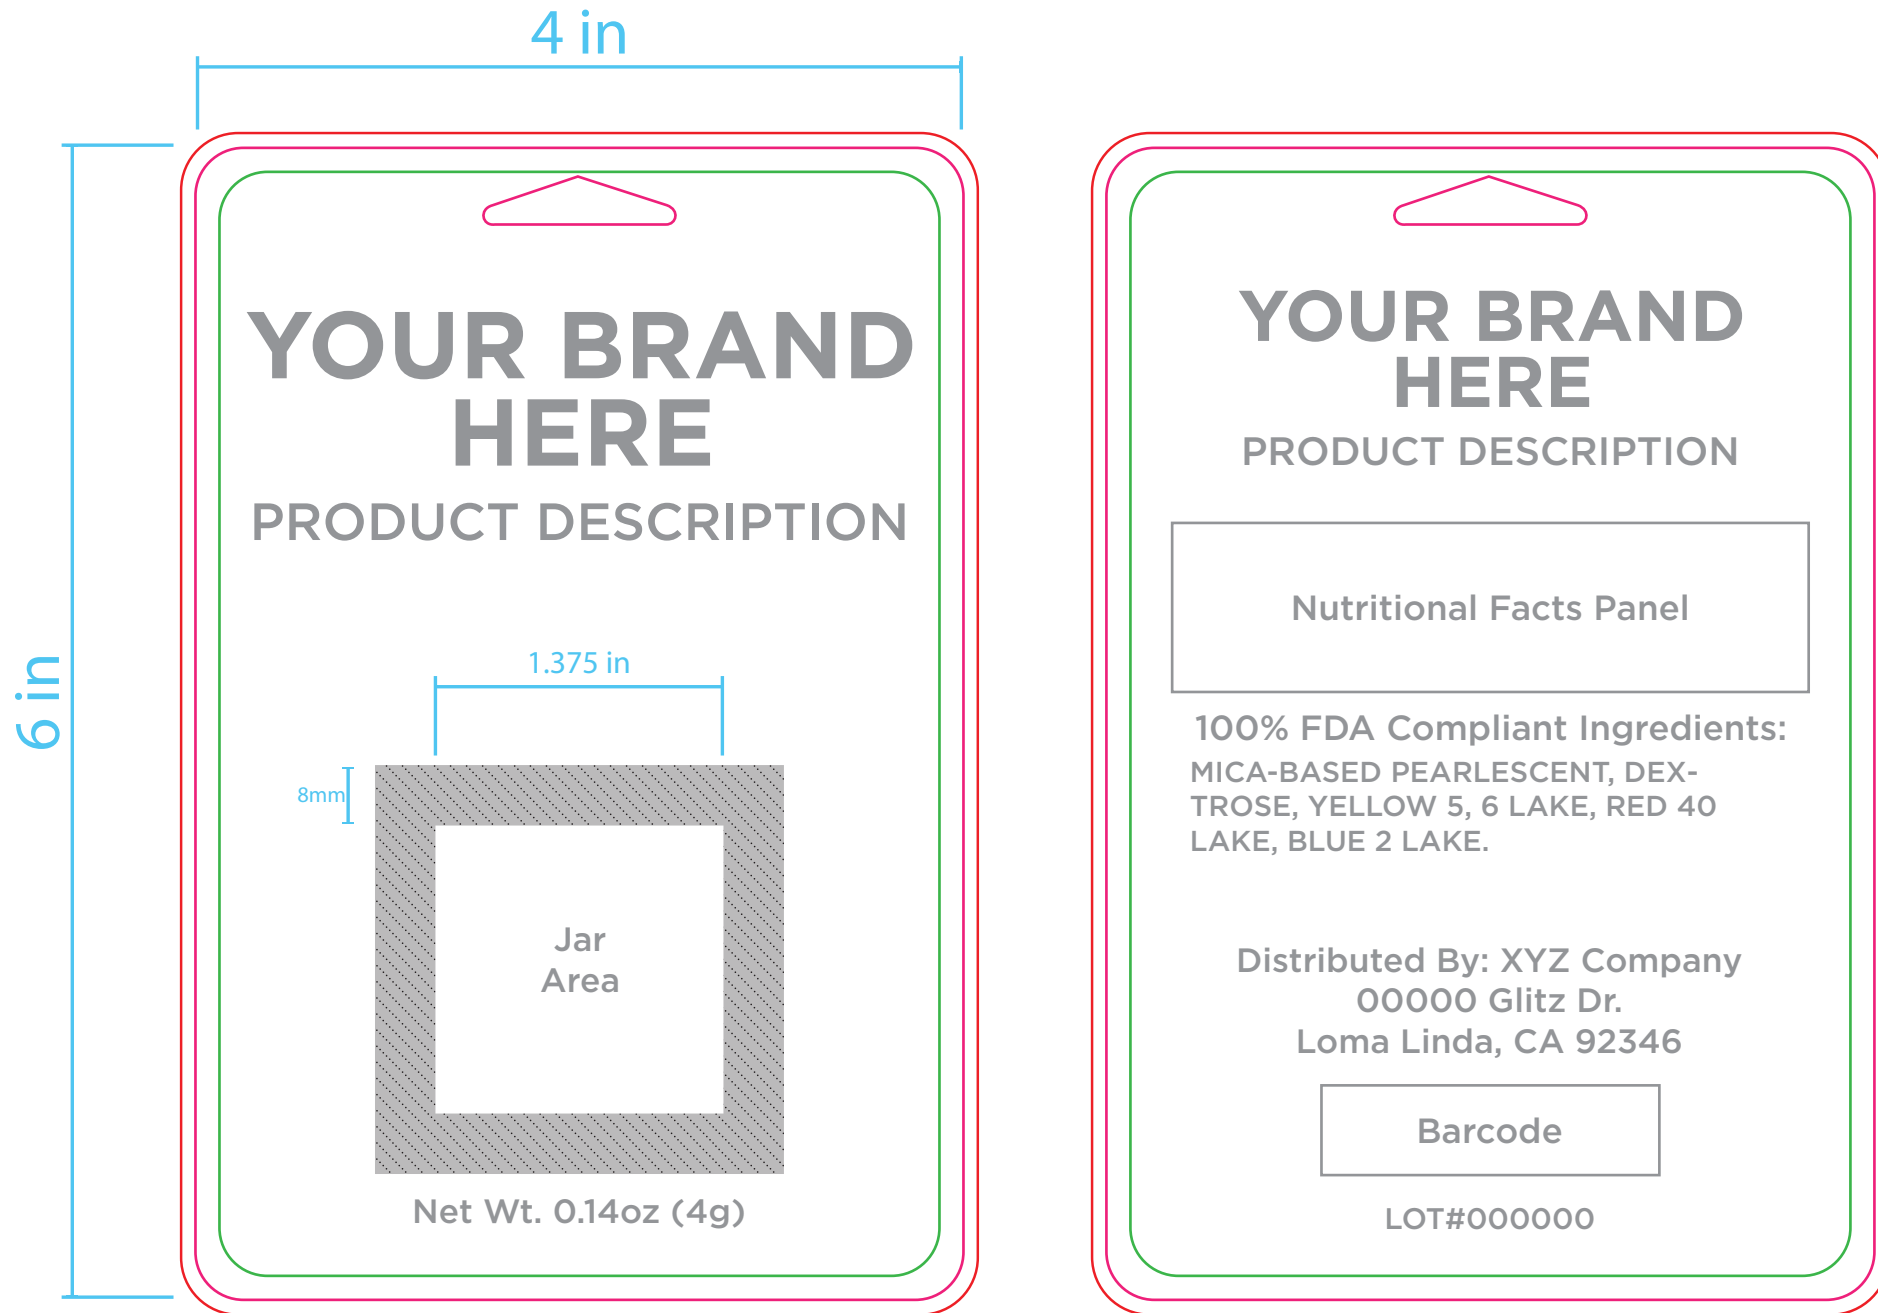 4 in
6 in
YOUR BRAND
HERE
PRODUCT DESCRIPTION
1.375 in
8mm
Jar
Area
Net Wt. 0.14oz (4g)
YOUR BRAND
HERE
PRODUCT DESCRIPTION
Nutritional Facts Panel
100% FDA Compliant Ingredients:
MICA-BASED PEARLESCENT, DEX-
TROSE, YELLOW 5, 6 LAKE, RED 40
LAKE, BLUE 2 LAKE.
Distributed By: XYZ Company
00000 Glitz Dr.
Loma Linda, CA 92346
Barcode
LOT#000000